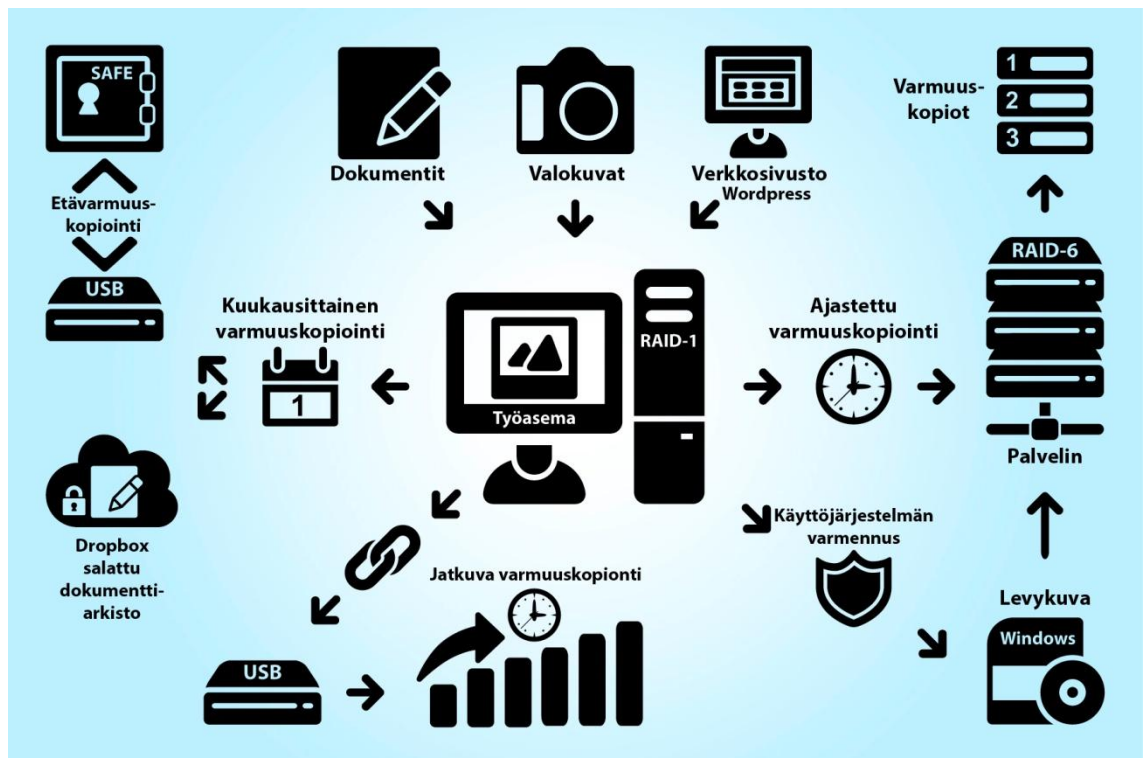 SAFE
Etävarmuus-
kopiointi
USB
Dokumentit
Valokuvat
Verkkosivusto
Wordpress
Varmuus-
kopiot
1
2
3
RAID-6
Palvelin
Kuukausittainen
varmuuskopiointi
1
Työasema
RAID-1
Ajastettu
varmuuskopiointi
Dropbox
salattu
dokumentti-
arkisto
Jatkuva varmuuskopionti
USB
Käyttöjärjestelmän
varmennus
Levykuva
Windows